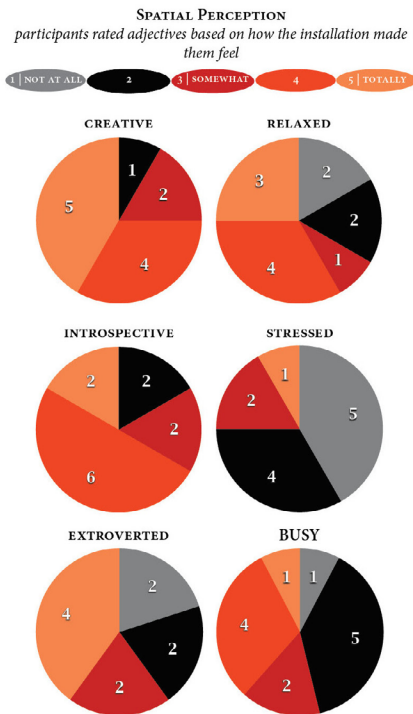 SPATIAL PERCEPTION
participants rated adjectives based on how the installation made
them feel
1 | NOT AT ALL 2 3 | SOMEWHAT 4 5 | TOTALLY
CREATIVE RELAXED
1 2 4 5
2 2 1 4 3
INTROSPECTIVE STRESSED
2 2 6 2
5 4 2 1
EXTROVERTED BUSY
2 2 2 4
1 5 2 4 1